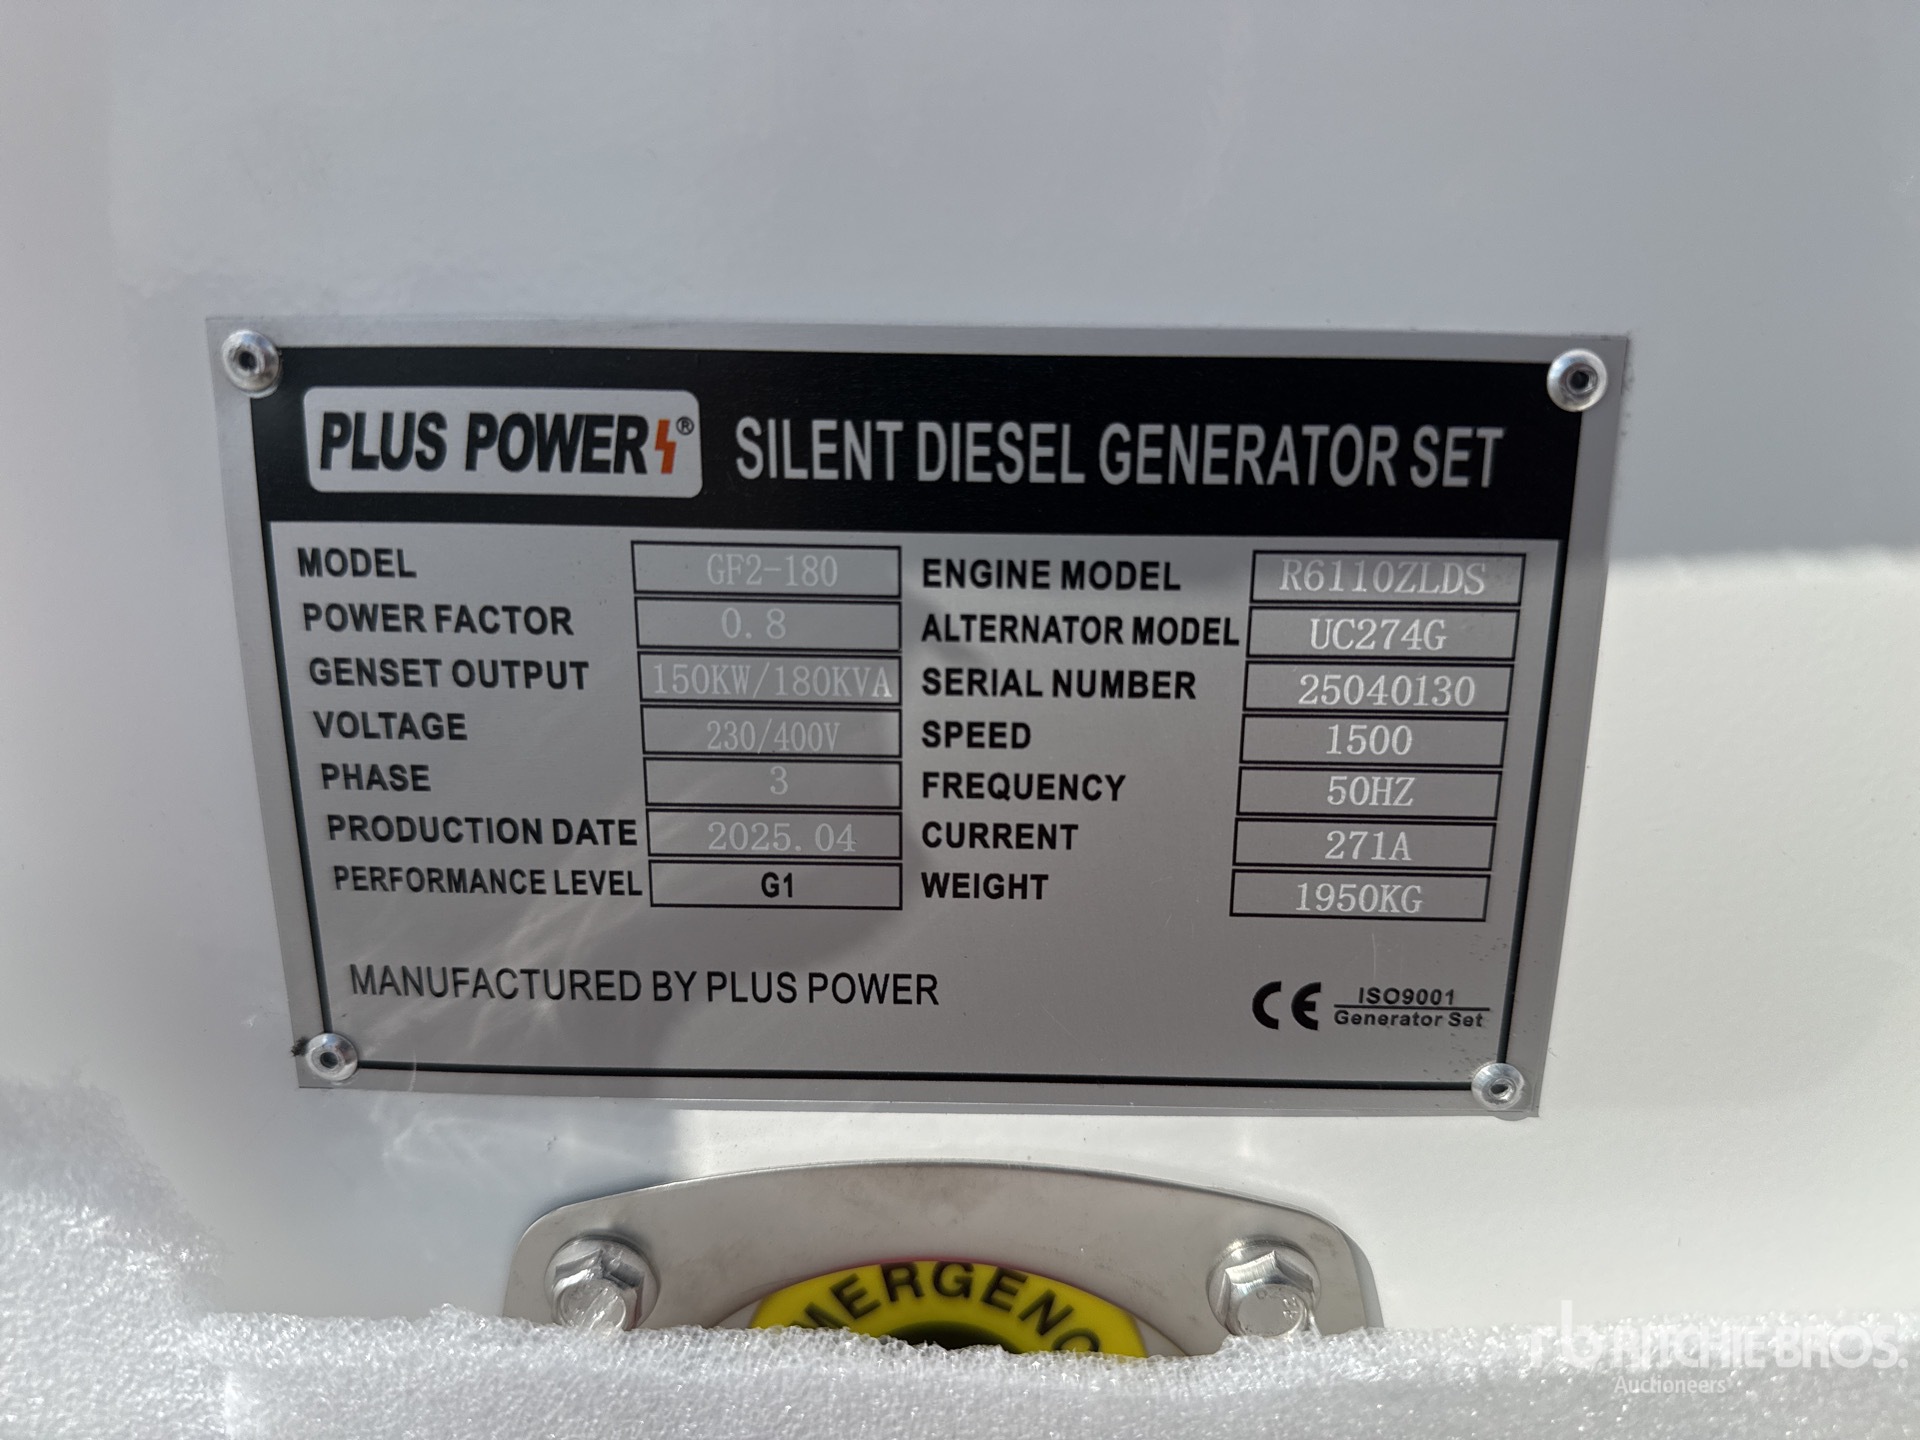 PLUS POWER ® SILENT DIESEL GENERATOR SET
MODEL GF2-180 ENGINE MODEL R6110ZLDS
POWER FACTOR 0.8 ALTERNATOR MODEL UC274G
GENSET OUTPUT 150KW/180KVA SERIAL NUMBER 25040130
VOLTAGE 230/400V SPEED 1500
PHASE 3 FREQUENCY 50HZ
PRODUCTION DATE 2025.04 CURRENT 271A
PERFORMANCE LEVEL G1 WEIGHT 1950KG
MANUFACTURED BY PLUS POWER CE ISO9001
Generator Set
MERGENC
RITCHIE BROS.
Auctioneers